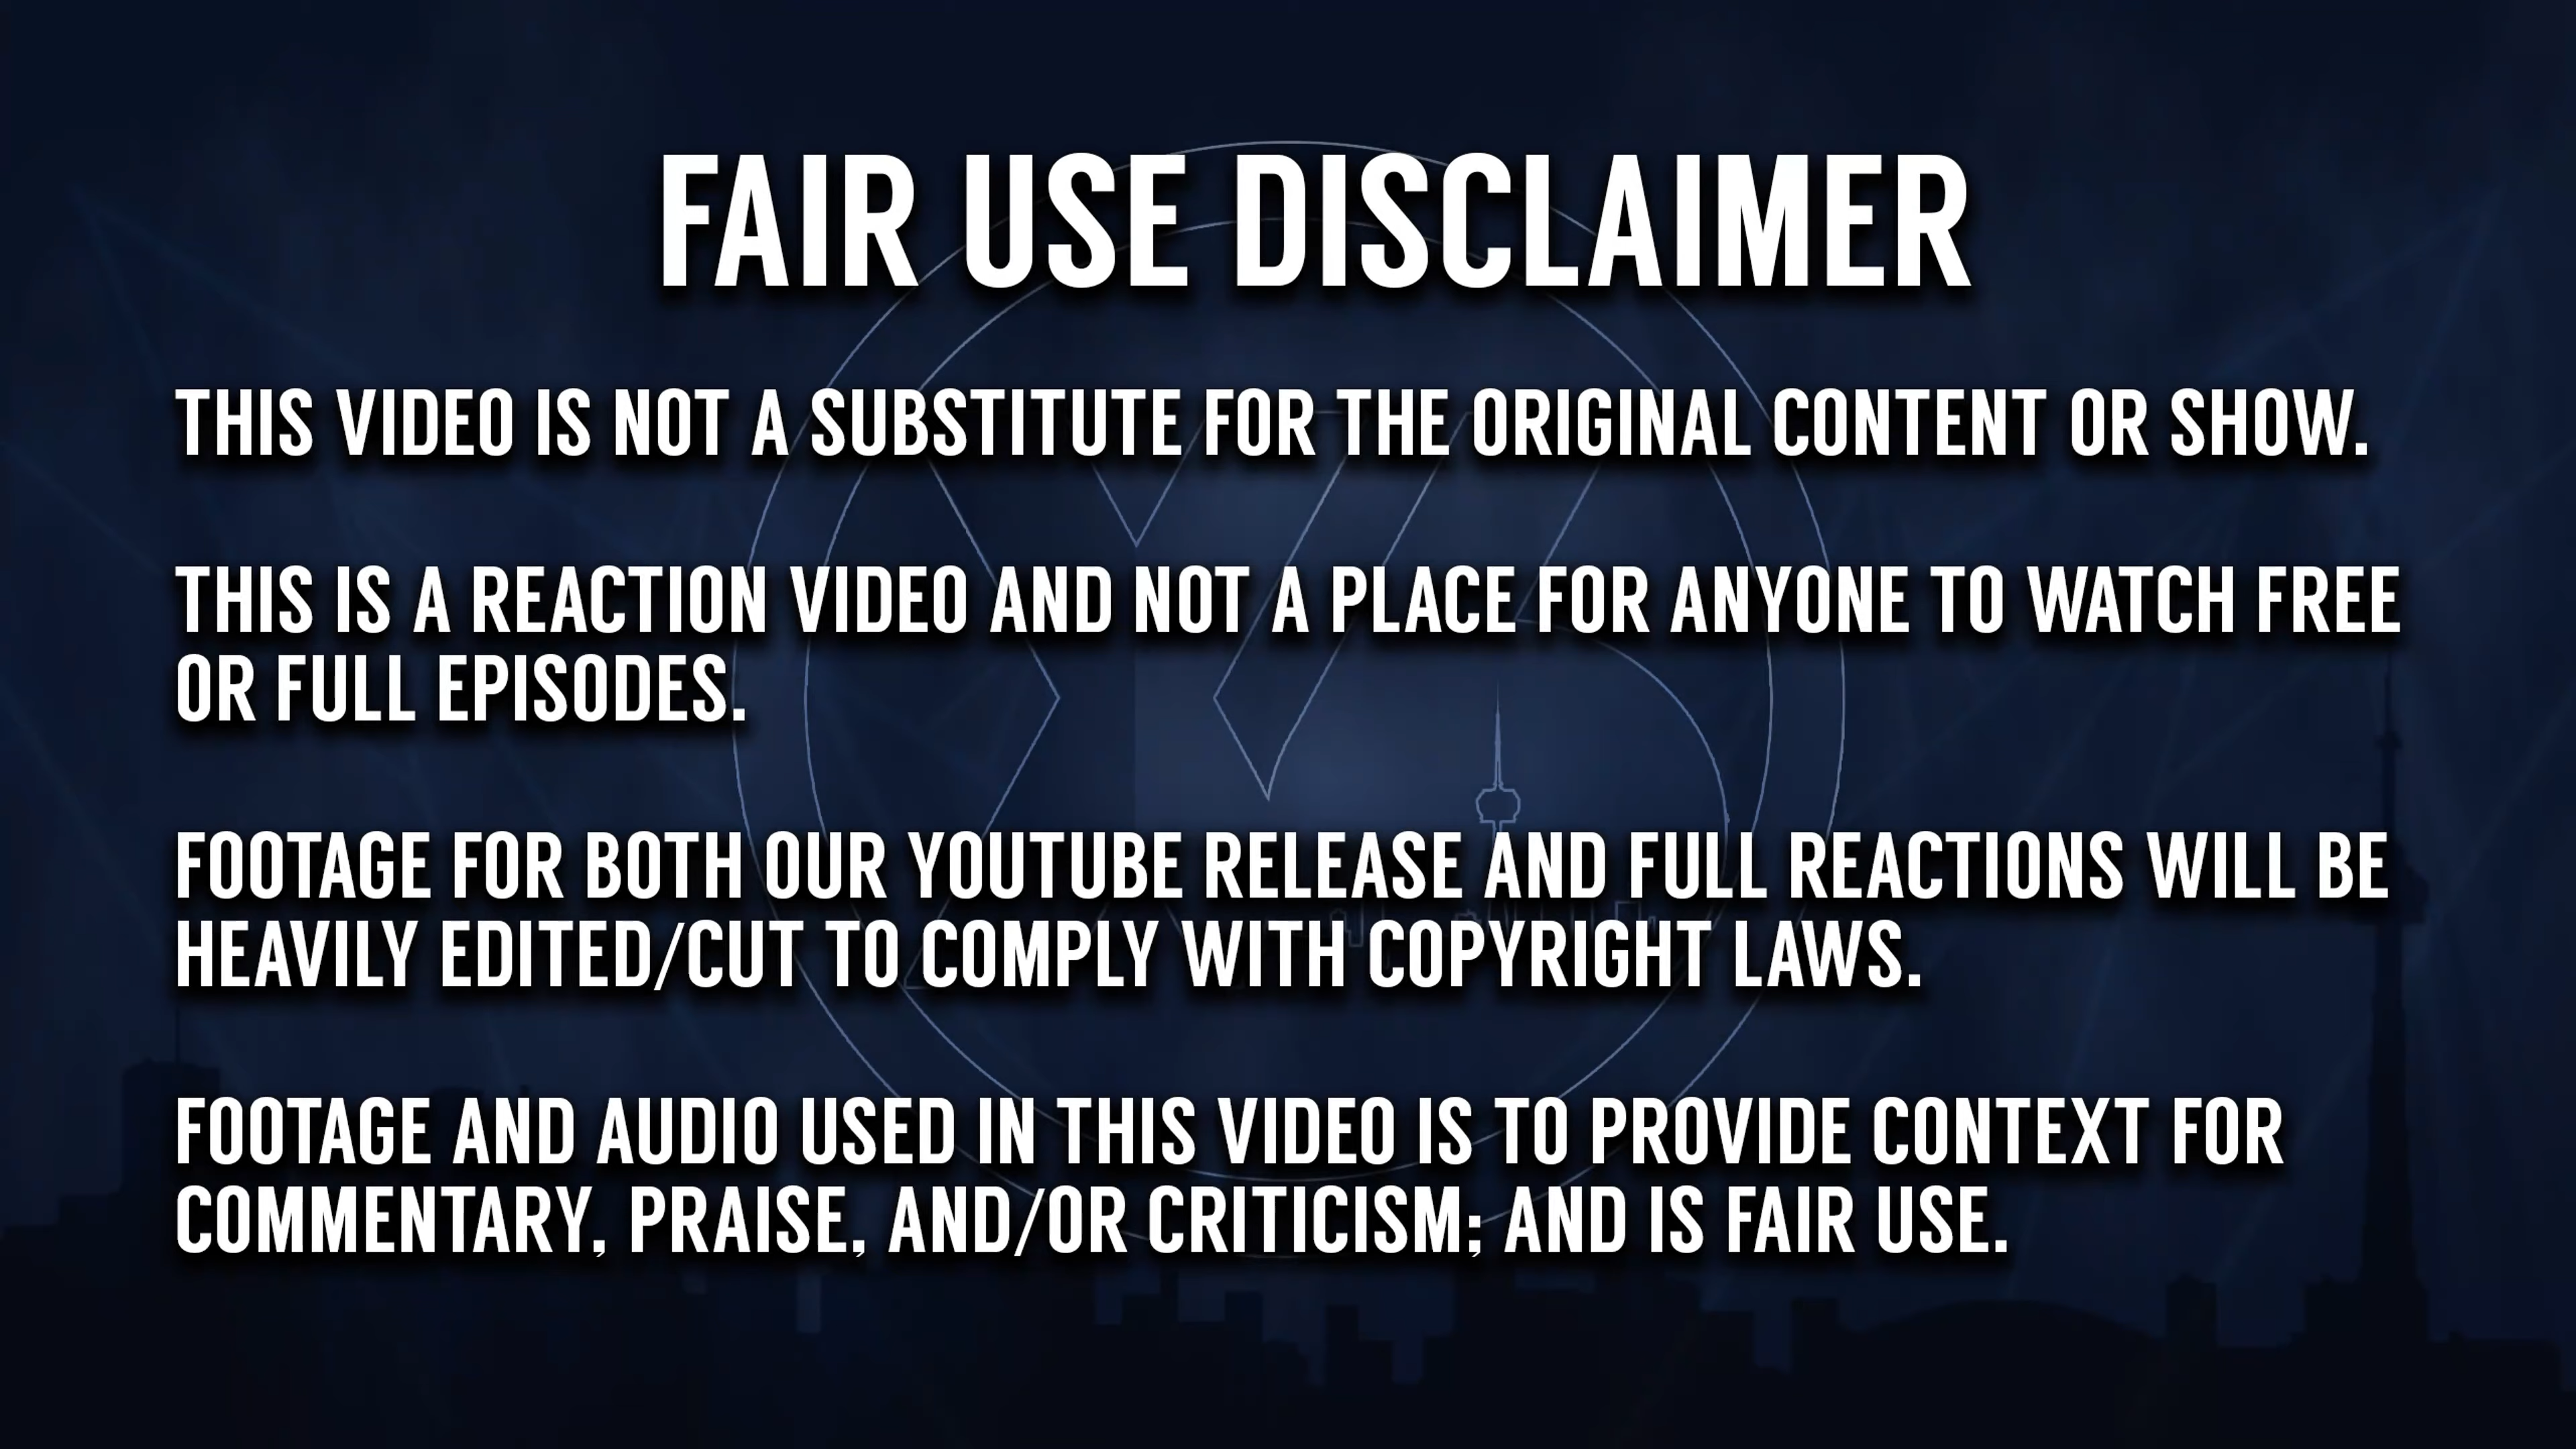 FAIR USE DISCLAIMER
THIS VIDEO IS NOT A SUBSTITUTE FOR THE ORIGINAL CONTENT OR SHOW.
THIS IS A REACTION VIDEO AND NOT A PLACE FOR ANYONE TO WATCH FREE
OR FULL EPISODES.
FOOTAGE FOR BOTH OUR YOUTUBE RELEASE AND FULL REACTIONS WILL BE
HEAVILY EDITED/CUT TO COMPLY WITH COPYRIGHT LAWS.
FOOTAGE AND AUDIO USED IN THIS VIDEO IS TO PROVIDE CONTEXT FOR
COMMENTARY, PRAISE, AND/OR CRITICISM; AND IS FAIR USE.